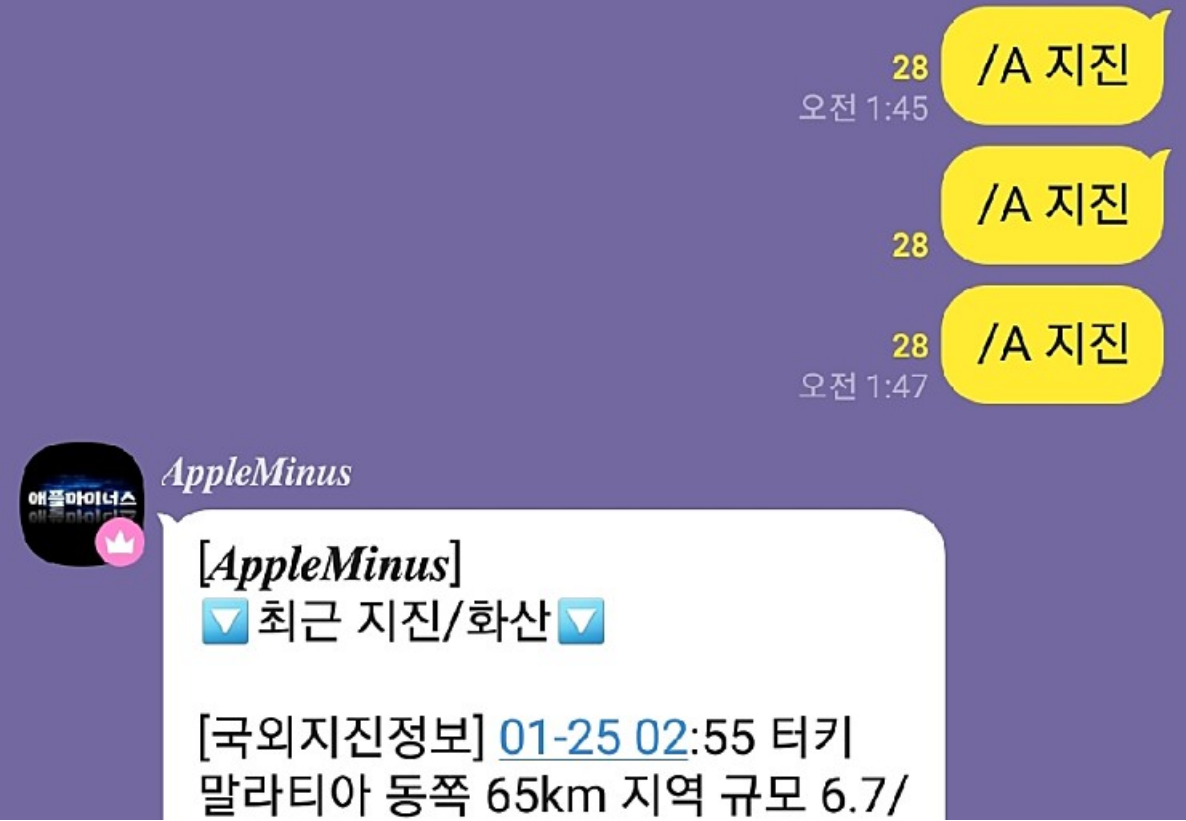 /A 지진
28
오전 1:45
/A 지진
28
/A 지진
28
오전 1:47
애플마이너스
AppleMinus
[AppleMinus]
🔽최근 지진/화산🔽
[국외지진정보] 01-25 02:55 터키
말라티아 동쪽 65km 지역 규모 6.7/